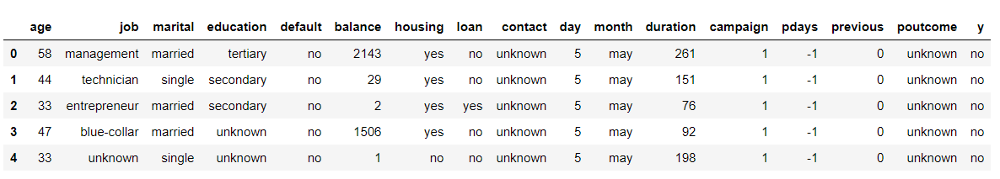 age job marital education default balance housing loan contact day month duration campaign pdays previous poutcome y
0 58 management married tertiary no 2143 yes no unknown 5 may 261 1 -1 0 unknown no
1 44 technician single secondary no 29 yes no unknown 5 may 151 1 -1 0 unknown no
2 33 entrepreneur married secondary no 2 yes yes unknown 5 may 76 1 -1 0 unknown no
3 47 blue-collar married unknown no 1506 yes no unknown 5 may 92 1 -1 0 unknown no
4 33 unknown single unknown no 1 no no unknown 5 may 198 1 -1 0 unknown no